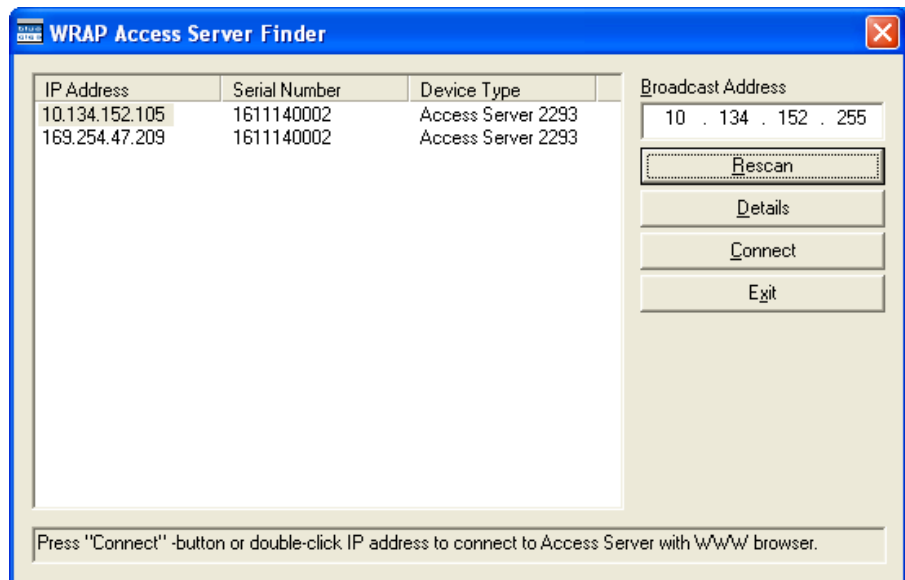 WRAP Access Server Finder
IP Address Serial Number Device Type
10.134.152.105 1611140002 Access Server 2293
169.254.47.209 1611140002 Access Server 2293
Broadcast Address
10 . 134 . 152 . 255
Rescan
Details
Connect
Exit
Press "Connect" -button or double-click IP address to connect to Access Server with WWW browser.